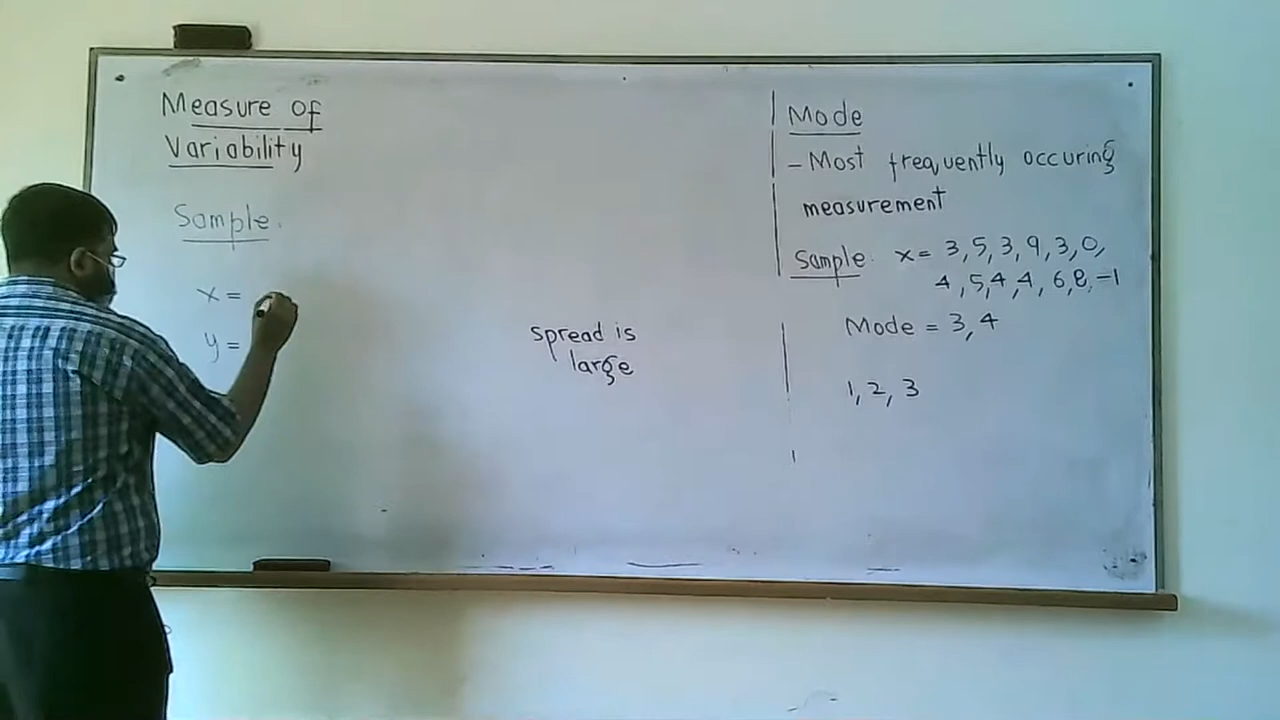 Measure of
Variability
Sample.
x =
y =
spread is
large
Mode
- Most frequently occuring
measurement
Sample. x = 3, 5, 3, 9, 3, 0,
4, 5, 4, 4, 6, 8, -1
Mode = 3, 4
1, 2, 3